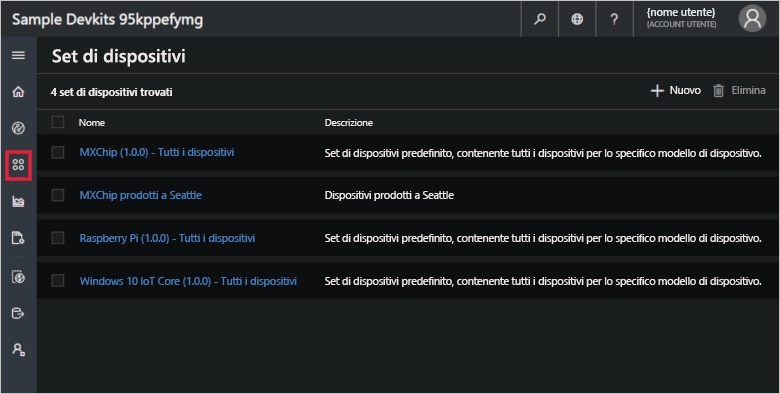 Sample Devkits 95kppefymg
?
{nome utente}
(ACCOUNT UTENTE)
Set di dispositivi
4 set di dispositivi trovati
Nuovo
Elimina
Nome Descrizione
MXChip (1.0.0) - Tutti i dispositivi Set di dispositivi predefinito, contenente tutti i dispositivi per lo specifico modello di dispositivo.
MXChip prodotti a Seattle Dispositivi prodotti a Seattle
Raspberry Pi (1.0.0) - Tutti i dispositivi Set di dispositivi predefinito, contenente tutti i dispositivi per lo specifico modello di dispositivo.
Windows 10 IoT Core (1.0.0) - Tutti i dispositivi Set di dispositivi predefinito, contenente tutti i dispositivi per lo specifico modello di dispositivo.